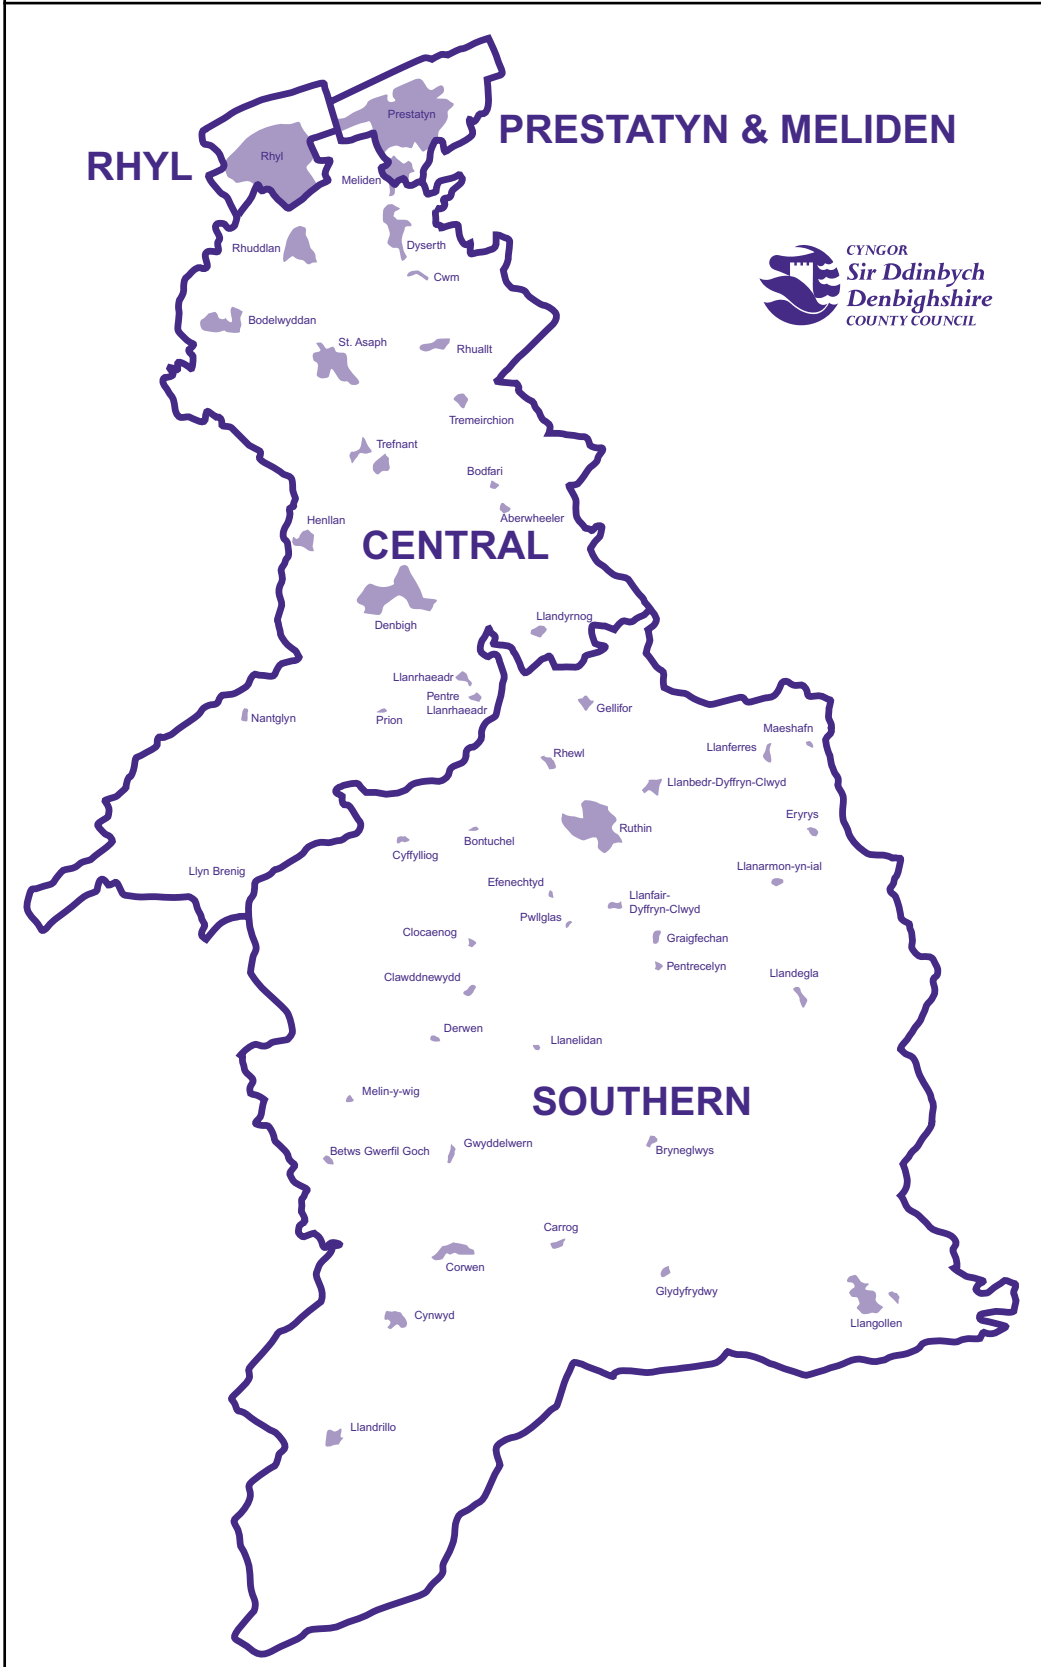 Prestatyn
PRESTATYN & MELIDEN
Rhyl
RHYL
Meliden
Rhuddlan
Dyserth
Cwm
CYNGOR
Sir Ddinbych
Denbighshire
COUNTY COUNCIL
Bodelwyddan
St. Asaph
Rhuallt
Tremeirchion
Trefnant
Bodfari
Aberwheeler
Henllan
CENTRAL
Denbigh
Llandyrnog
Llanrhaeadr
Pentre
Llanrhaeadr
Prion
Nantglyn
Gellifor
Maeshafn
Llanferres
Rhewl
Llanbedr-Dyffryn-Clwyd
Eryrys
Ruthin
Bontuchel
Cyffylliog
Llyn Brenig
Llanarmon-yn-ial
Efenechtyd
Llanfair-
Dyffryn-Clwyd
Pwllglas
Clocaenog
Graigfechan
Pentrecelyn
Llandegla
Clawddnewydd
Derwen
Llanelidan
Melin-y-wig
SOUTHERN
Betws Gwerfil Goch
Gwyddelwern
Bryneglwys
Carrog
Corwen
Glydyfrydwy
Cynwyd
Llangollen
Llandrillo